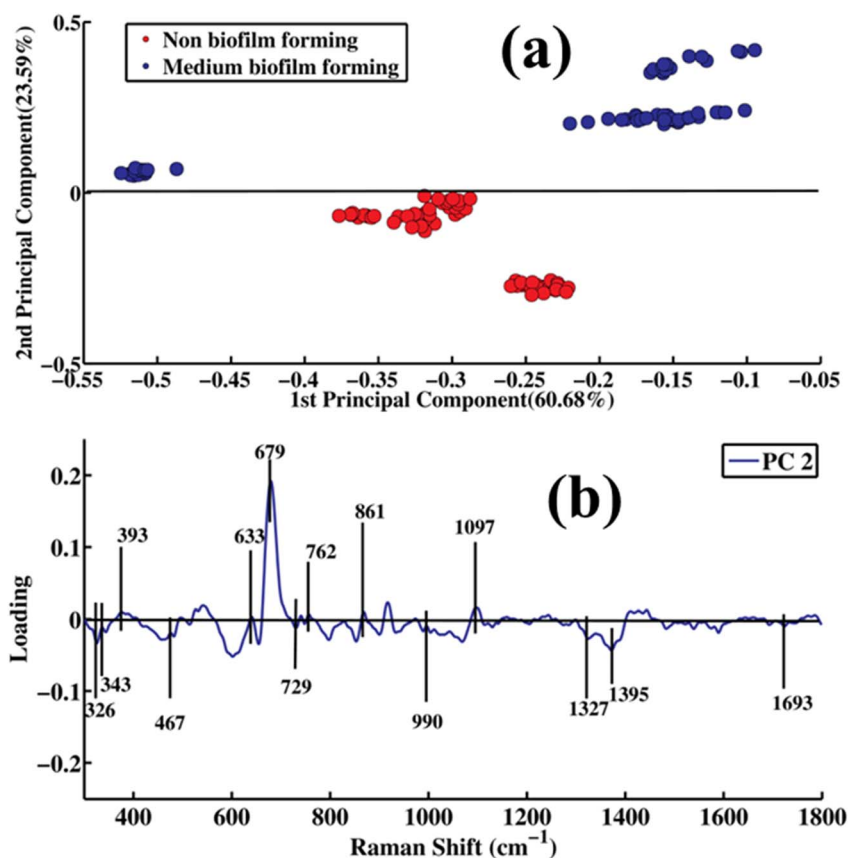 (a)
Non biofilm forming
Medium biofilm forming
2nd Principal Component(23.59%)
0.5
0
−0.5
−0.55 −0.5 −0.45 −0.4 −0.35 −0.3 −0.25 −0.2 −0.15 −0.1 −0.05
1st Principal Component(60.68%)
(b)
PC 2
Loading
0.2
0.1
0
−0.1
−0.2
679
393
633
762
861
1097
326
343
467
729
990
1327
1395
1693
400 600 800 1000 1200 1400 1600 1800
Raman Shift (cm⁻¹)